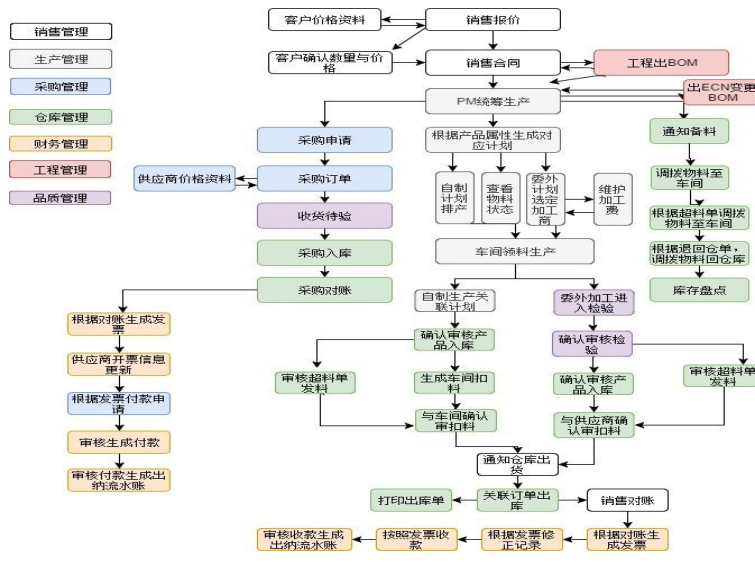 销售管理
生产管理
采购管理
仓库管理
财务管理
工程管理
品质管理
客户价格资料
销售报价
客户确认数量与价
格
销售合同
工程出BOM
PM统筹生产
出ECN变更
BOM
采购申请
根据产品属性生成对
应计划
通知备料
供应商价格资料
采购订单
自制
计划
排产
查看
物料
状态
委外
计划
选定
加工
商
维护
加工
费
调拨物料至
车间
收货待验
根据超料单调拨
物料至车间
采购入库
车间领料生产
根据退回仓单，
调拨物料回仓库
采购对账
自制生产关
联计划
委外加工进
入检验
库存盘点
根据对账生成发
票
确认审核产
品入库
确认审核检
验
供应商开票信息
更新
审核超料单
发料
生成车间扣
料
确认审核产
品入库
审核超料单
发料
根据发票付款申
请
与车间确认
审扣料
与供应商确
认审扣料
审核生成付款
通知仓库出
货
审核付款生成出
纳流水账
打印出库单
关联订单出
库
销售对账
审核收款生成
出纳流水账
按照发票收
款
根据发票修
正记录
根据对账生
成发票